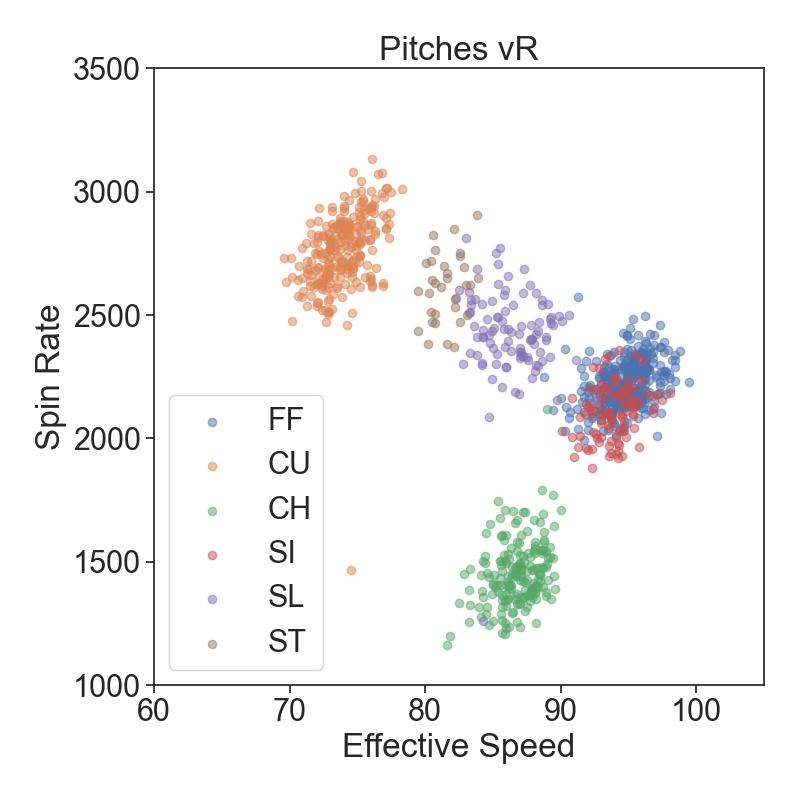 Pitches vR
3500
3000
2500
2000
1500
1000
Spin Rate
FF
CU
CH
SI
SL
ST
60 70 80 90 100
Effective Speed